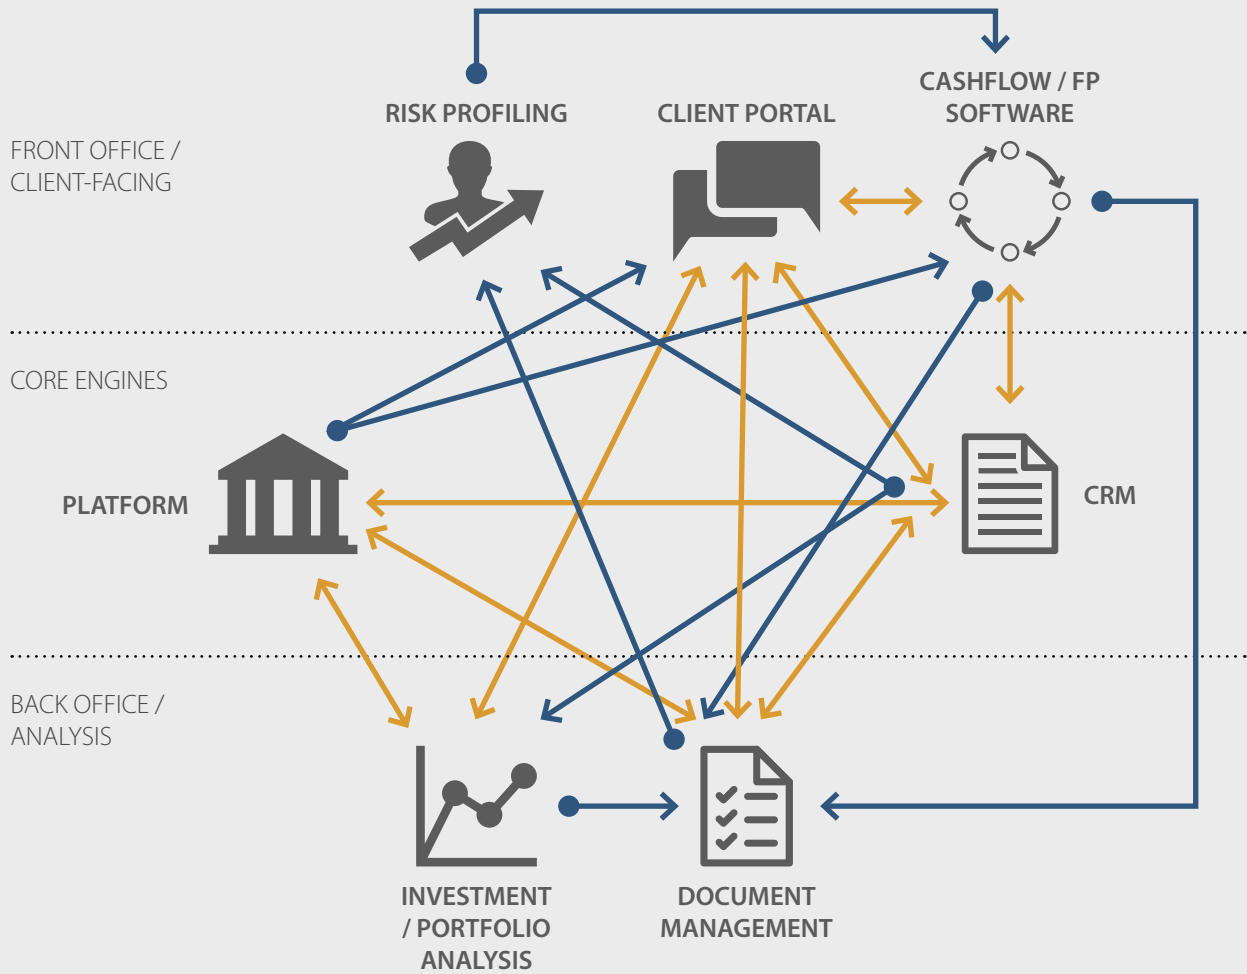 CASHFLOW / FP
SOFTWARE
RISK PROFILING
CLIENT PORTAL
FRONT OFFICE /
CLIENT-FACING
CORE ENGINES
PLATFORM
CRM
BACK OFFICE /
ANALYSIS
INVESTMENT
/ PORTFOLIO
ANALYSIS
DOCUMENT
MANAGEMENT